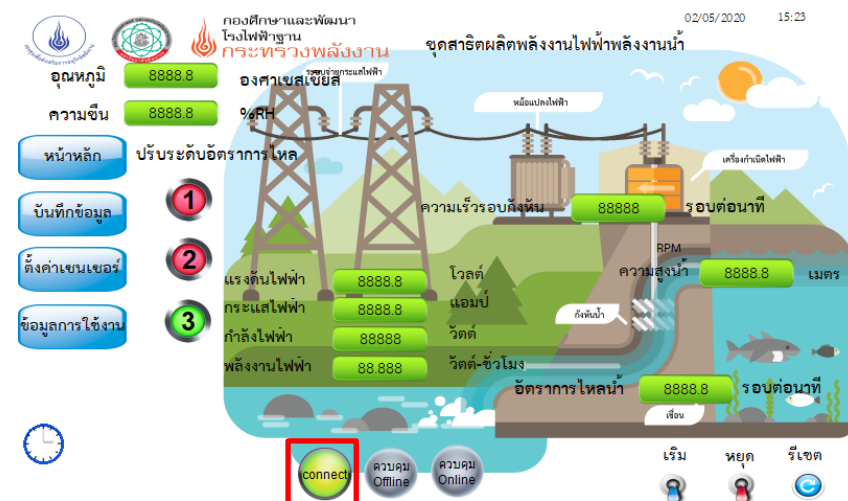 กองศึกษาและพัฒนา
โรงไฟฟ้าฐาน
กระทรวงพลังงาน
02/05/2020 15:23
ชุดสาธิตผลิตพลังงานไฟฟ้าพลังงานน้ำ
อุณหภูมิ 8888.8 องศาเซลเซียส
ระบบจ่ายกระแสไฟฟ้า
ความชื้น 8888.8 %RH
หม้อแปลงไฟฟ้า
หน้าหลัก ปรับระดับอัตราการไหล
เครื่องกำเนิดไฟฟ้า
1
บันทึกข้อมูล
ความเร็วรอบกังหัน 88888 รอบต่อนาที
RPM
2
ตั้งค่าเซนเซอร์
ความสูงน้ำ 8888.8 เมตร
แรงดันไฟฟ้า 8888.8 โวลต์
กระแสไฟฟ้า 8888.8 แอมป์
กังหันน้ำ
3
ข้อมูลการใช้งาน
กำลังไฟฟ้า 88888 วัตต์
พลังงานไฟฟ้า 88.888 วัตต์-ชั่วโมง
อัตราการไหลน้ำ 8888.8 รอบต่อนาที
เขื่อน
connect
ควบคุม
Offline
ควบคุม
Online
เริ่ม หยุด รีเซต